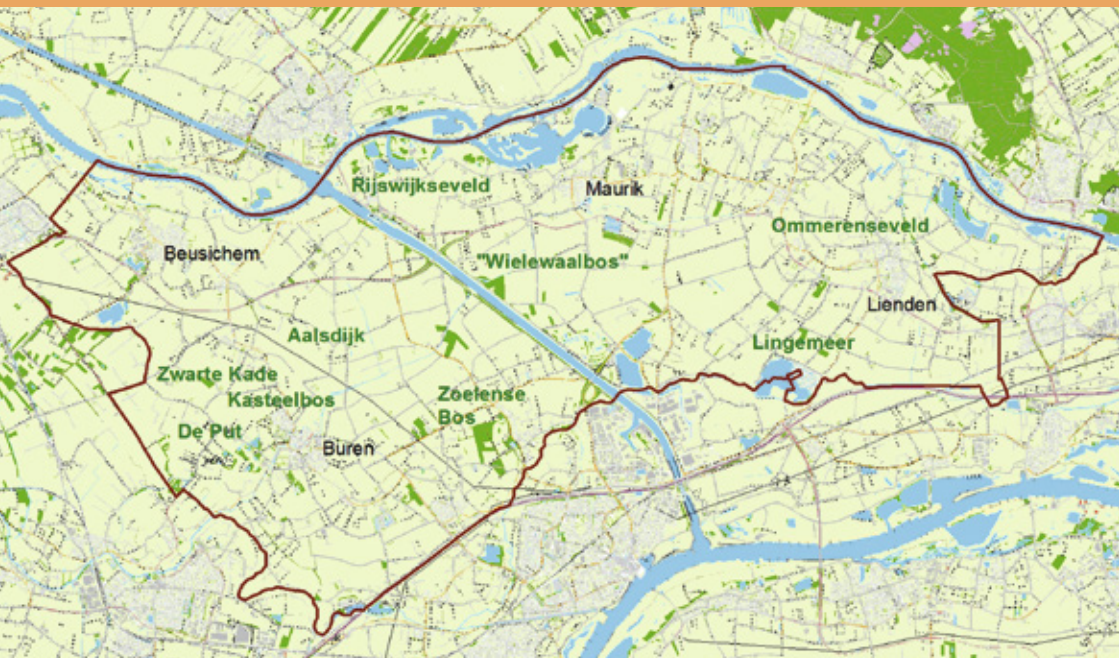 Rijswijkseveld
Maurik
Ommerenseveld
Beusichem
"Wielewaalbos"
Lienden
Aalsdijk
Lingemeer
Zwarte Kade
Kasteelbos
Zoelense
Bos
De Put
Buren